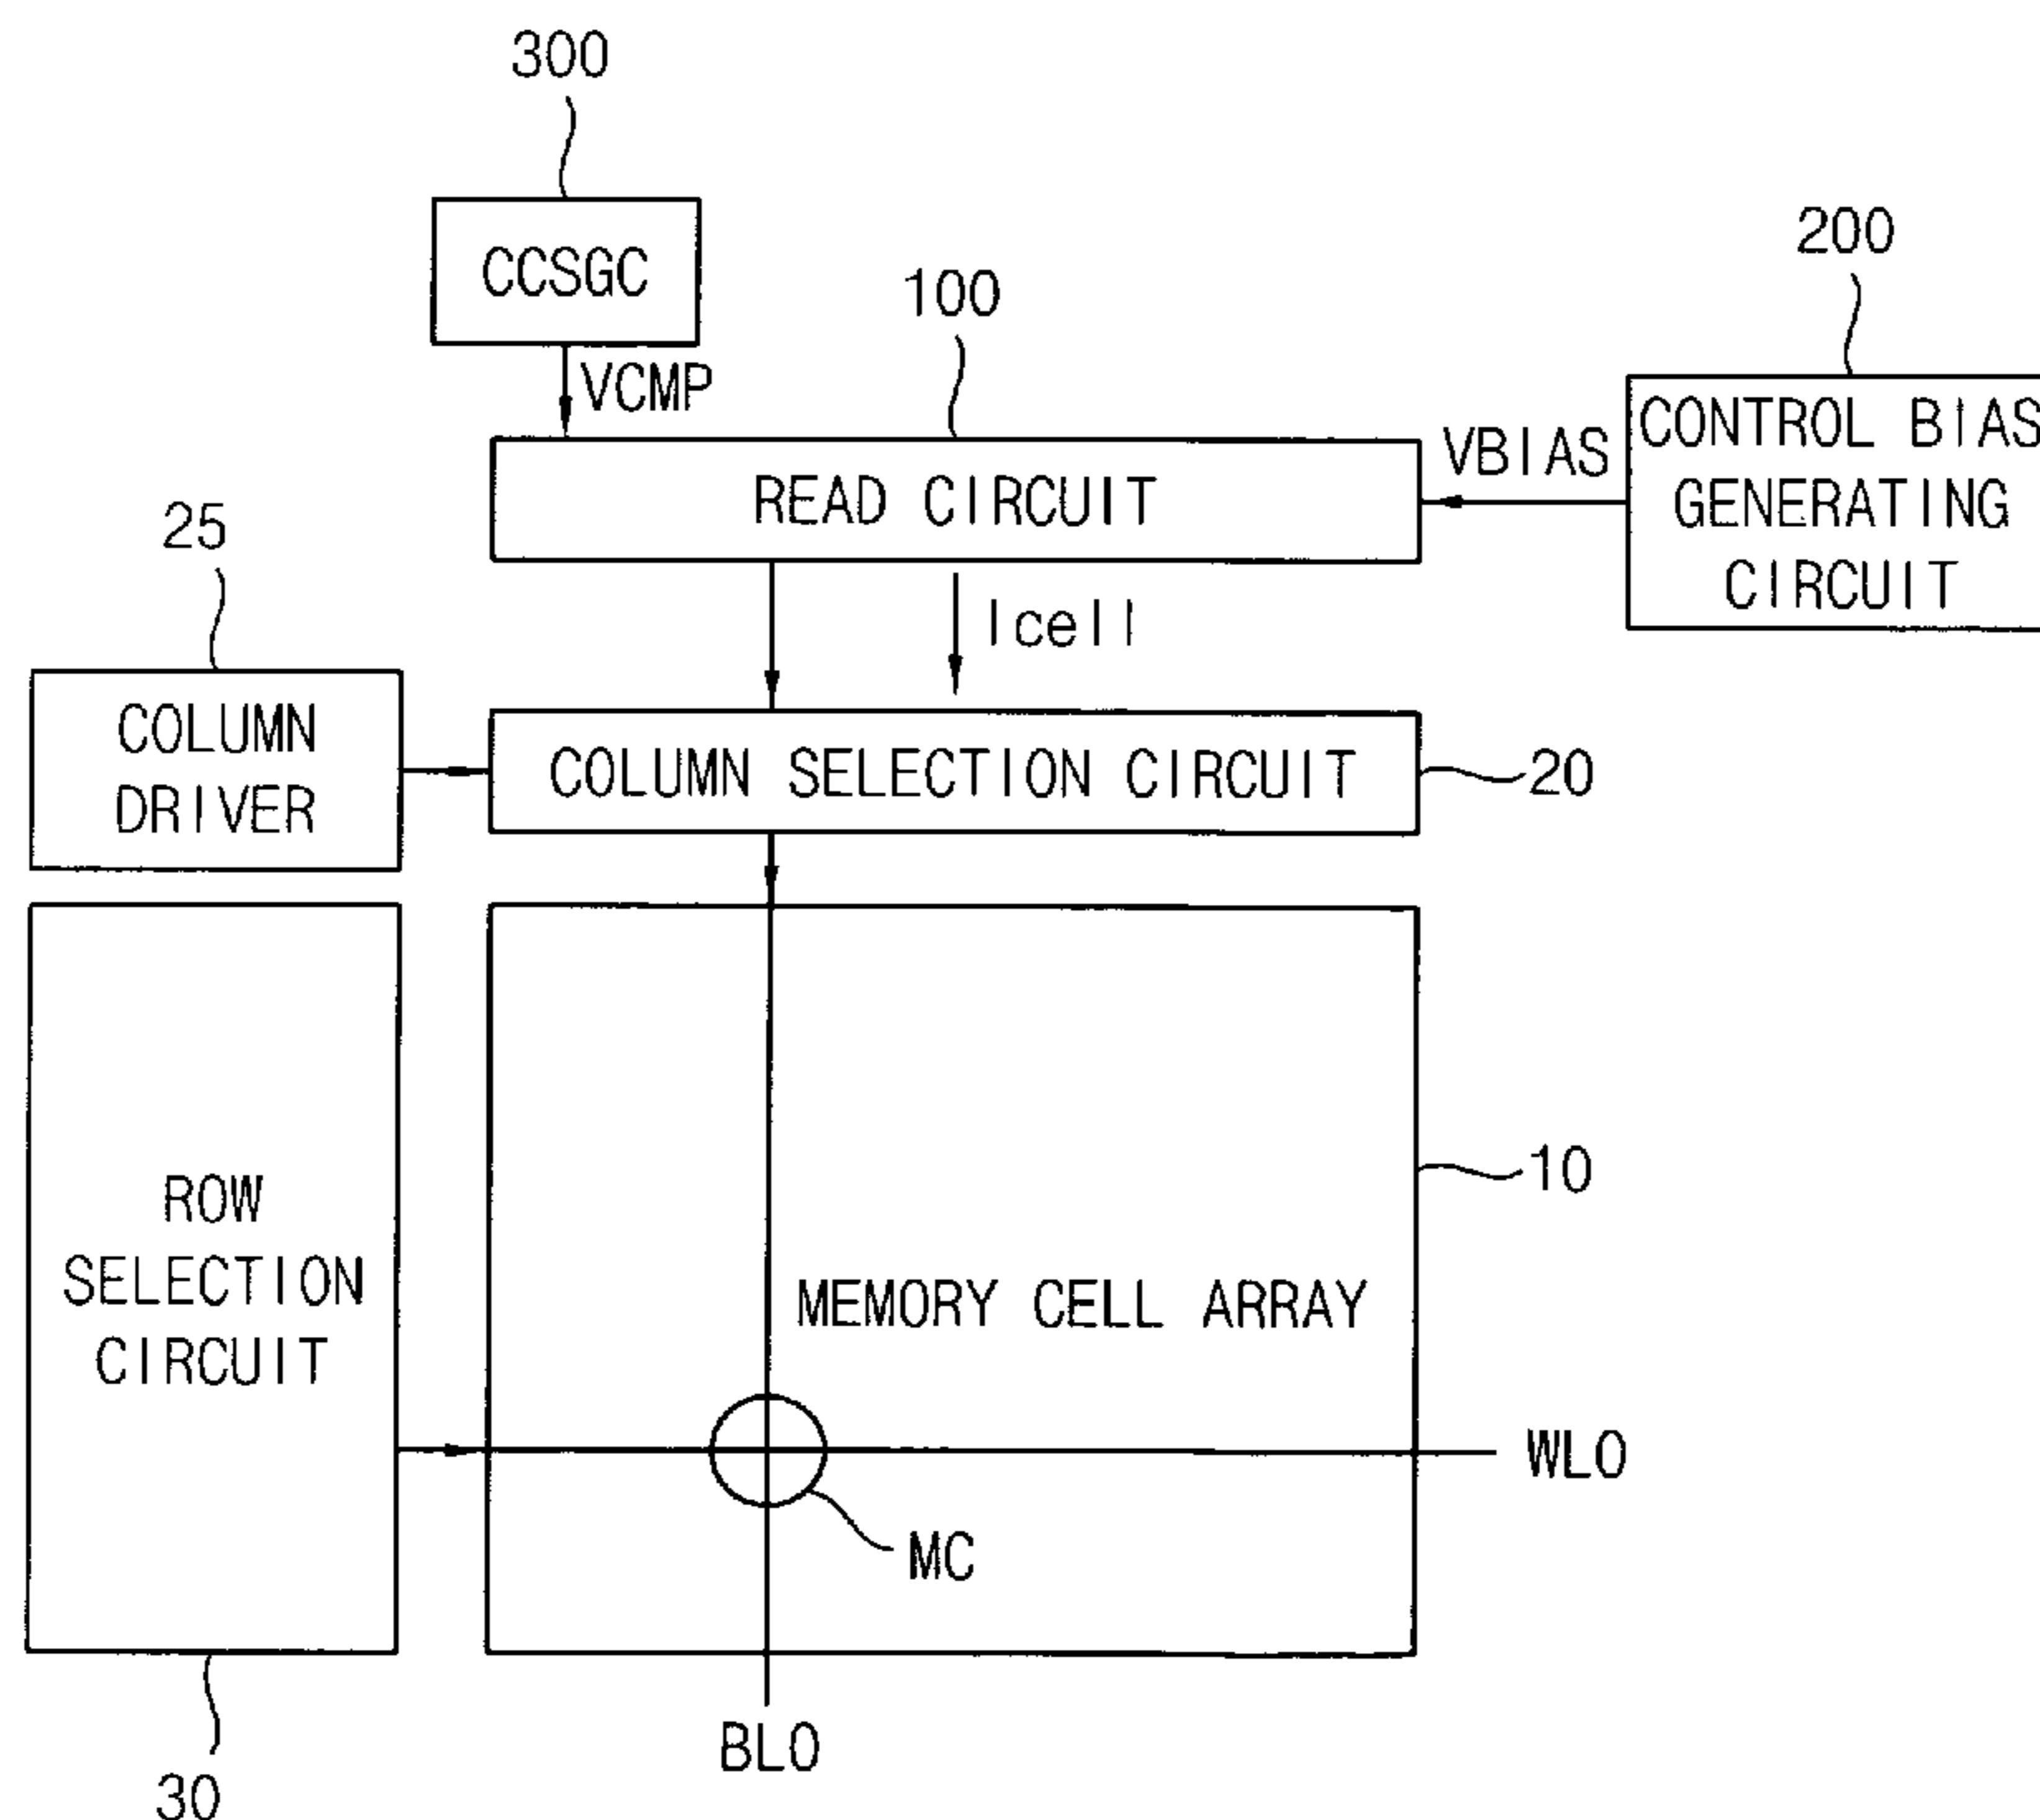 300
CCSGC
VCMP
100
READ CIRCUIT
200
CONTROL BIAS
GENERATING
CIRCUIT
VBIAS
Icell
25
COLUMN
DRIVER
COLUMN SELECTION CIRCUIT
20
ROW
SELECTION
CIRCUIT
30
MEMORY CELL ARRAY
10
WL0
MC
BL0